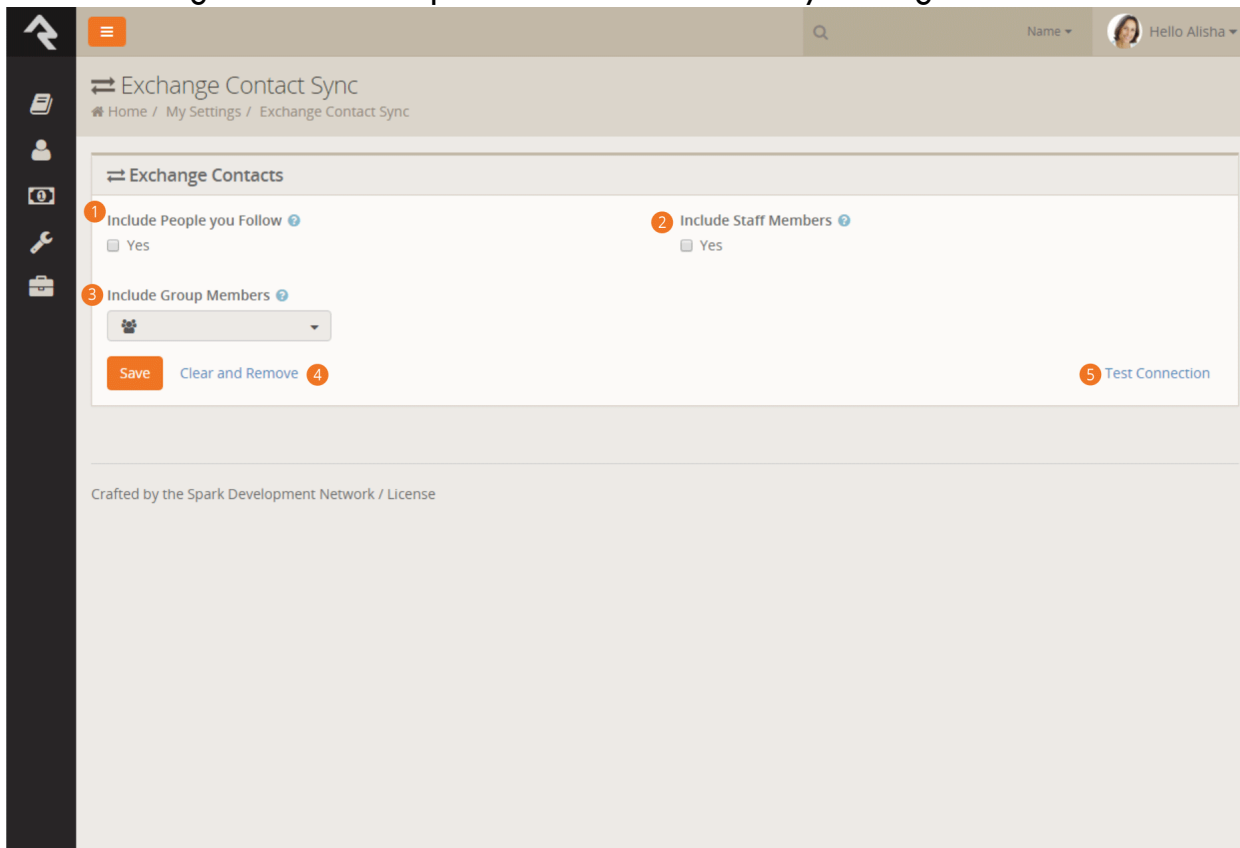 Name Hello Alisha
Exchange Contact Sync
Home / My Settings / Exchange Contact Sync
Exchange Contacts
1 Include People you Follow ? 2 Include Staff Members ?
Yes Yes
3 Include Group Members ?
Save Clear and Remove 4 5 Test Connection
Crafted by the Spark Development Network / License